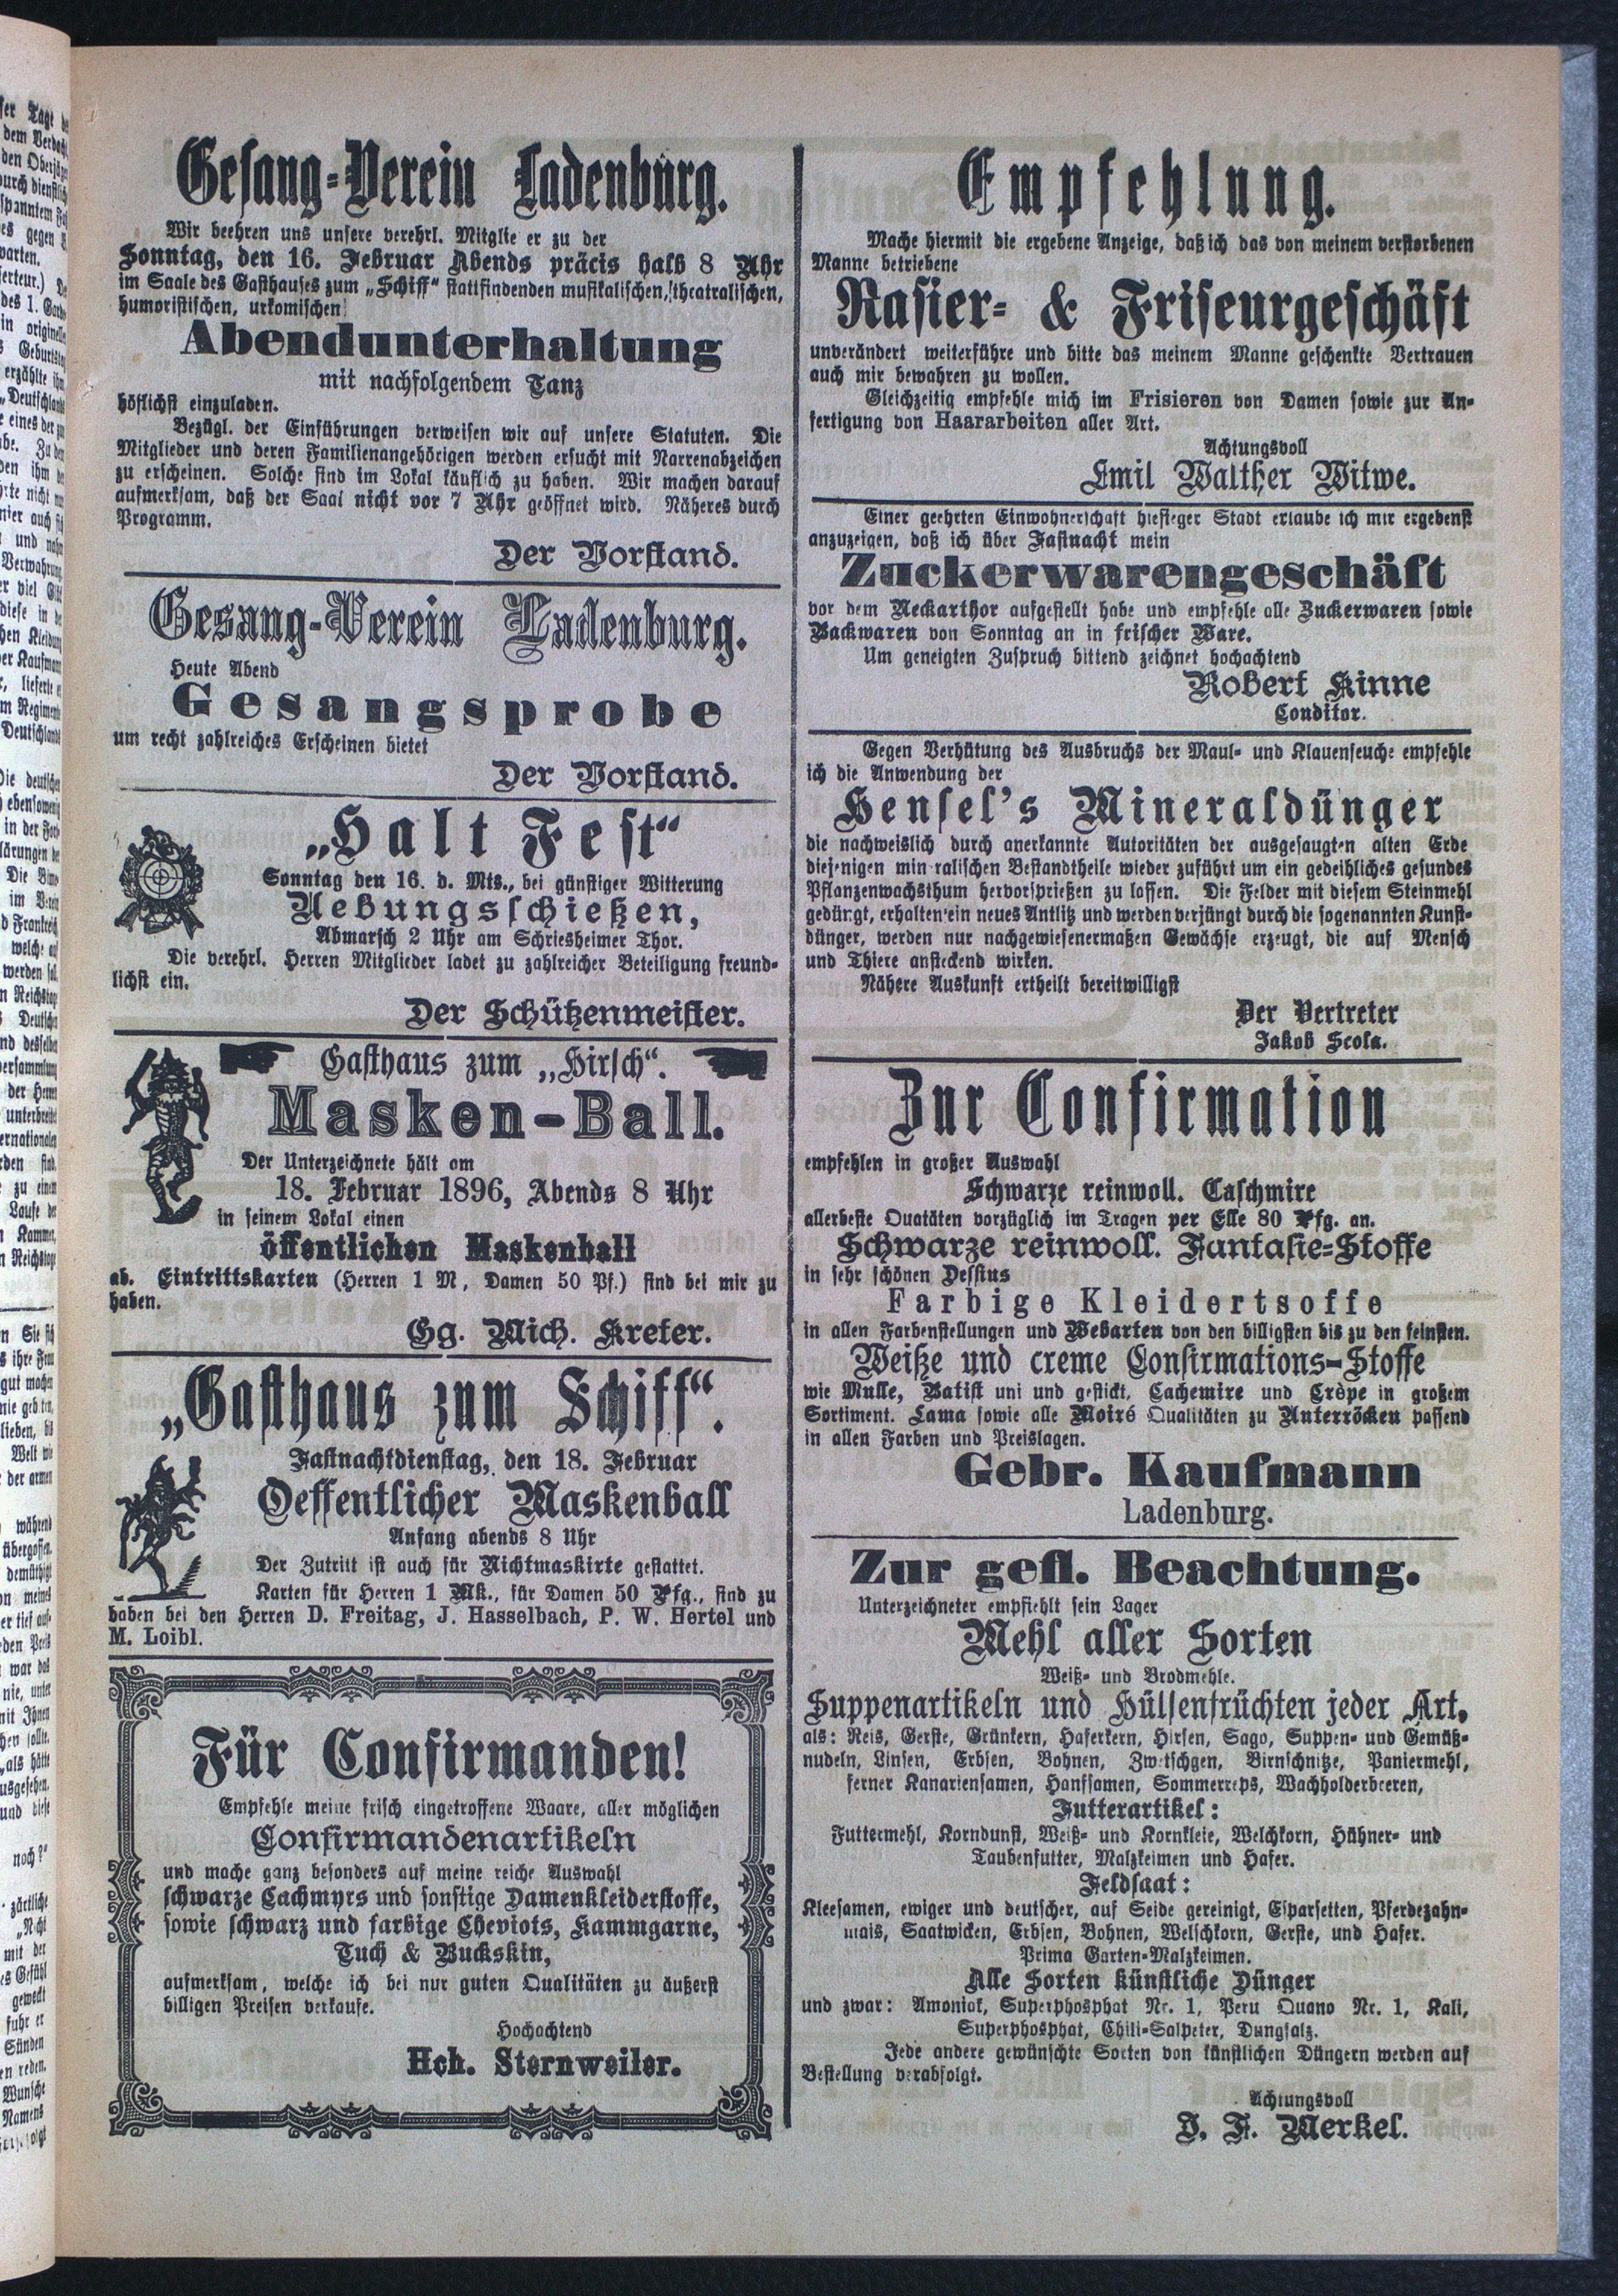 Gesang-Verein Ladenburg.
Wir beehren uns unsere verehrl. Mitglie er zu der
Sonntag, den 16. Februar Abends präcis halb 8 Uhr
im Saale des Gasthauses zum „Schiff“ stattfindenden musikalischen, theatralischen,
humoristischen, urkomischen
Abendunterhaltung
mit nachfolgendem Tanz
höflichst einzuladen.
Bezügl. der Einführungen verweisen wir auf unsere Statuten. Die
Mitglieder und deren Familienangehörigen werden ersucht mit Narrenabzeichen
zu erscheinen. Solche sind im Lokal käuflich zu haben. Wir machen darauf
aufmerksam, daß der Saal nicht vor 7 Uhr geöffnet wird. Näheres durch
Programm.
Der Vorstand.
Gesang-Verein Ladenburg.
Heute Abend
Gesangsprobe
um recht zahlreiches Erscheinen bietet
Der Vorstand.
„Halt Fest“
Sonntag den 16. d. Mts., bei günstiger Witterung
Uebungsschießen,
Abmarsch 2 Uhr am Schriesheimer Thor.
Die verehrl. Herren Mitglieder ladet zu zahlreicher Beteiligung freund-
lichst ein.
Der Schützenmeister.
Gasthaus zum „Hirsch“.
Masken-Ball.
Der Unterzeichnete hält am
18. Februar 1896, Abends 8 Uhr
in seinem Lokal einen
öffentlichen Maskenball
ab. Eintrittskarten (Herren 1 M, Damen 50 Pf.) sind bei mir zu
haben.
Gg. Mich. Kreter.
„Gasthaus zum Schiff“.
Fastnachtdienstag, den 18. Februar
Oeffentlicher Maskenball
Anfang abends 8 Uhr
Der Zutritt ist auch für Nichtmaskirte gestattet.
Karten für Herren 1 Mk., für Damen 50 Pfg., sind zu
haben bei den Herren D. Freitag, J. Hasselbach, P. W. Hertel und
M. Loibl.
Für Confirmanden!
Empfehle meine frisch eingetroffene Waare, aller möglichen
Confirmandenartikeln
und mache ganz besonders auf meine reiche Auswahl
schwarze Cachmyrs und sonstige Damenkleiderstoffe,
sowie schwarz und farbige Cheviots, Kammgarne,
Tuch & Buckskin,
aufmerksam, welche ich bei nur guten Qualitäten zu äußerst
billigen Preisen verkaufe.
Hochachtend
Hch. Sternweiler.
Empfehlung.
Mache hiermit die ergebene Anzeige, daß ich das von meinem verstorbenen
Manne betriebene
Rasier- & Friseurgeschäft
unverändert weiterführe und bitte das meinem Manne geschenkte Vertrauen
auch mir bewahren zu wollen.
Gleichzeitig empfehle mich im Frisieren von Damen sowie zur An-
fertigung von Haararbeiten aller Art.
Achtungsvoll
Emil Walther Witwe.
Einer geehrten Einwohnerschaft hiesieger Stadt erlaube ich mir ergebenst
anzuzeigen, daß ich über Fastnacht mein
Zuckerwarengeschäft
vor dem Neckarthor aufgestellt habe und empfehle alle Zuckerwaren sowie
Backwaren von Sonntag an in frischer Ware.
Um geneigten Zuspruch bittend zeichnet hochachtend
Robert Kinne
Conditor.
Gegen Verhütung des Ausbruchs der Maul- und Klauenseuche empfehle
ich die Anwendung der
Hensel's Mineraldünger
die nachweislich durch anerkannte Autoritäten der ausgesaugten alten Erde
diejenigen min ralischen Bestandtheile wieder zuführt um ein gedeihliches gesundes
Pflanzenwachsthum hervorsprießen zu lassen. Die Felder mit diesem Steinmehl
gedüngt, erhalten ein neues Antlitz und werden verjüngt durch die sogenannten Kunst-
dünger, werden nur nachgewiesenermaßen Gewächse erzeugt, die auf Mensch
und Thiere ansteckend wirken.
Nähere Auskunft ertheilt bereitwilligst
Der Vertreter
Jakob Scola.
Zur Confirmation
empfehlen in großer Auswahl
Schwarze reinwoll. Caschmire
allerbeste Quatäten vorzüglich im Tragen per Elle 80 Pfg. an.
Schwarze reinwoll. Fantasie-Stoffe
in sehr schönen Dessins
Farbige Kleidertsoffe
in allen Farbenstellungen und Webarten von den billigsten bis zu den feinsten.
Weiße und creme Confirmations-Stoffe
wie Mulle, Batist uni und gestickt, Cachemire und Crêpe in großem
Sortiment. Lama sowie alle Moiré Qualitäten zu Unterröcken passend
in allen Farben und Preislagen.
Gebr. Kaufmann
Ladenburg.
Zur gefl. Beachtung.
Unterzeichneter empfiehlt sein Lager
Mehl aller Sorten
Weiß- und Brodmehle.
Suppenartikeln und Hülsenfrüchten jeder Art,
als: Reis, Gerste, Grünkern, Haferkern, Hirsen, Sago, Suppen- und Gemüß-
nudeln, Linsen, Erbsen, Bohnen, Zwetschgen, Birnschnitze, Paniermehl,
ferner Kanariensamen, Hanfsamen, Sommerreps, Wachholderbeeren,
Futterartikel:
Futtermehl, Korndunst, Weiß- und Kornkleie, Welchkorn, Hühner- und
Taubenfutter, Malzkeimen und Hafer.
Feldsaat:
Kleesamen, ewiger und deutscher, auf Seide gereinigt, Esparsetten, Pferdezahn-
mais, Saatwicken, Erbsen, Bohnen, Welschkorn, Gerste, und Hafer.
Prima Garten-Malzkeimen.
Alle Sorten künstliche Dünger
und zwar: Amoniak, Superphosphat Nr. 1, Peru Quano Nr. 1, Kali,
Superphosphat, Chili-Salpeter, Dungsalz.
Jede andere gewünschte Sorten von künstlichen Düngern werden auf
Bestellung verabfolgt.
Achtungsvoll
J. F. Merkel.